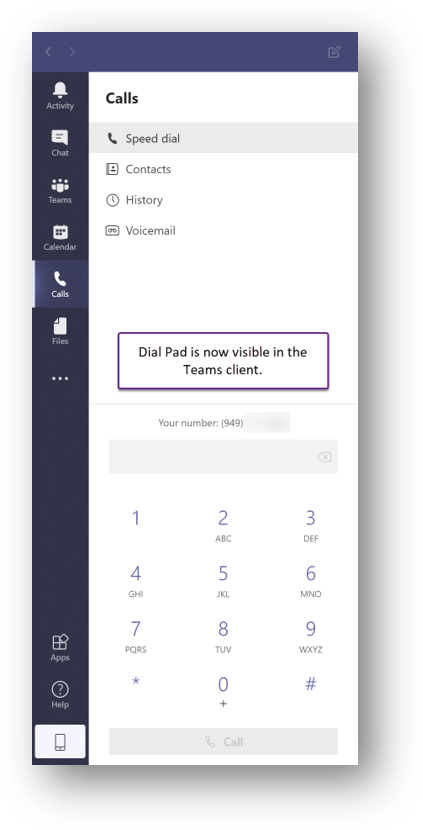 Activity
Chat
Teams
Calendar
Calls
Files
Apps
Help
Calls
Speed dial
Contacts
History
Voicemail
Dial Pad is now visible in the
Teams client.
Your number: (949)
1 2 3
ABC DEF
4 5 6
GHI JKL MNO
7 8 9
PQRS TUV WXYZ
* 0 #
+
Call